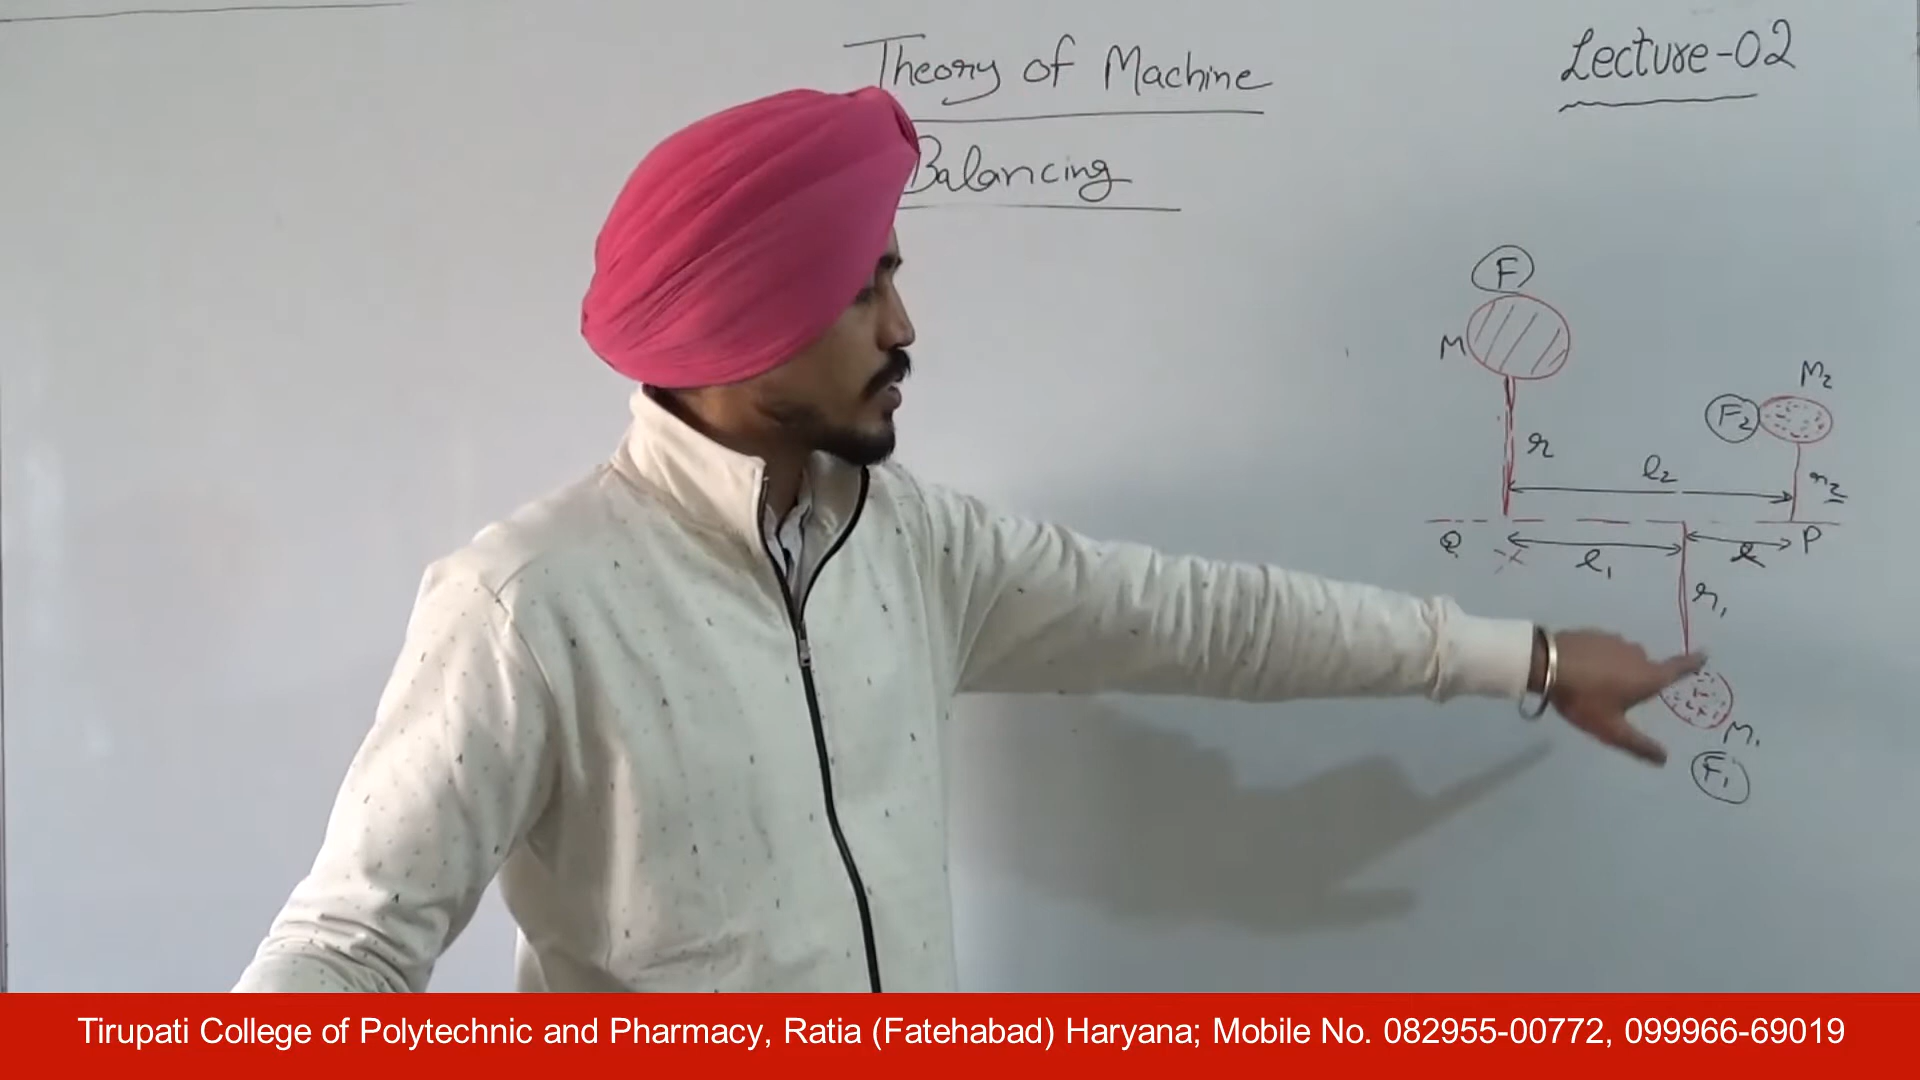 Theory of Machine
Lecture-02
Balancing
F
M
M2
F2
r
l2
r2
Q
l1
l
P
r1
M1
F1
Tirupati College of Polytechnic and Pharmacy, Ratia (Fatehabad) Haryana; Mobile No. 082955-00772, 099966-69019